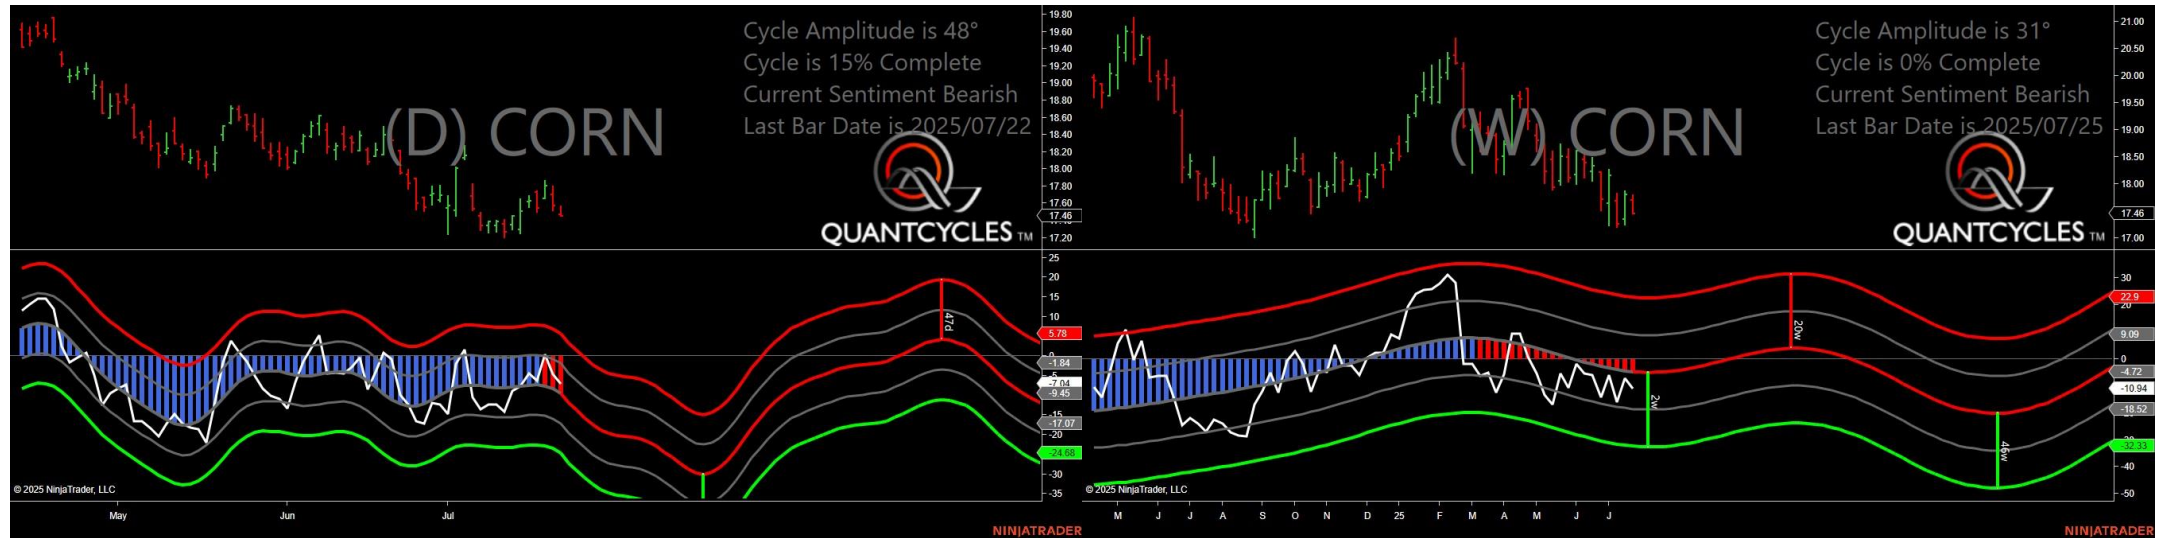 Cycle Amplitude is 48°
Cycle is 15% Complete
Current Sentiment Bearish
Last Bar Date is 2025/07/22
(D) CORN
QUANTCYCLES TM
19.80
19.60
19.40
19.20
19.00
18.80
18.60
18.40
18.20
18.00
17.80
17.60
17.46
17.20
25
20
15
10
5.78
0
-1.84
-7.04
-9.45
-15
-17.07
-20
-24.68
-30
-35
47d
© 2025 NinjaTrader, LLC
May
Jun
Jul
NINJATRADER
Cycle Amplitude is 31°
Cycle is 0% Complete
Current Sentiment Bearish
Last Bar Date is 2025/07/25
(W) CORN
QUANTCYCLES TM
21.00
20.50
20.00
19.50
19.00
18.50
18.00
17.46
17.00
30
22.9
20
9.09
0
-4.72
-10.94
-18.52
-32.33
-40
-50
20w
2w
46w
© 2025 NinjaTrader, LLC
M J J A S O N D 25 F M A M J J
NINJATRADER